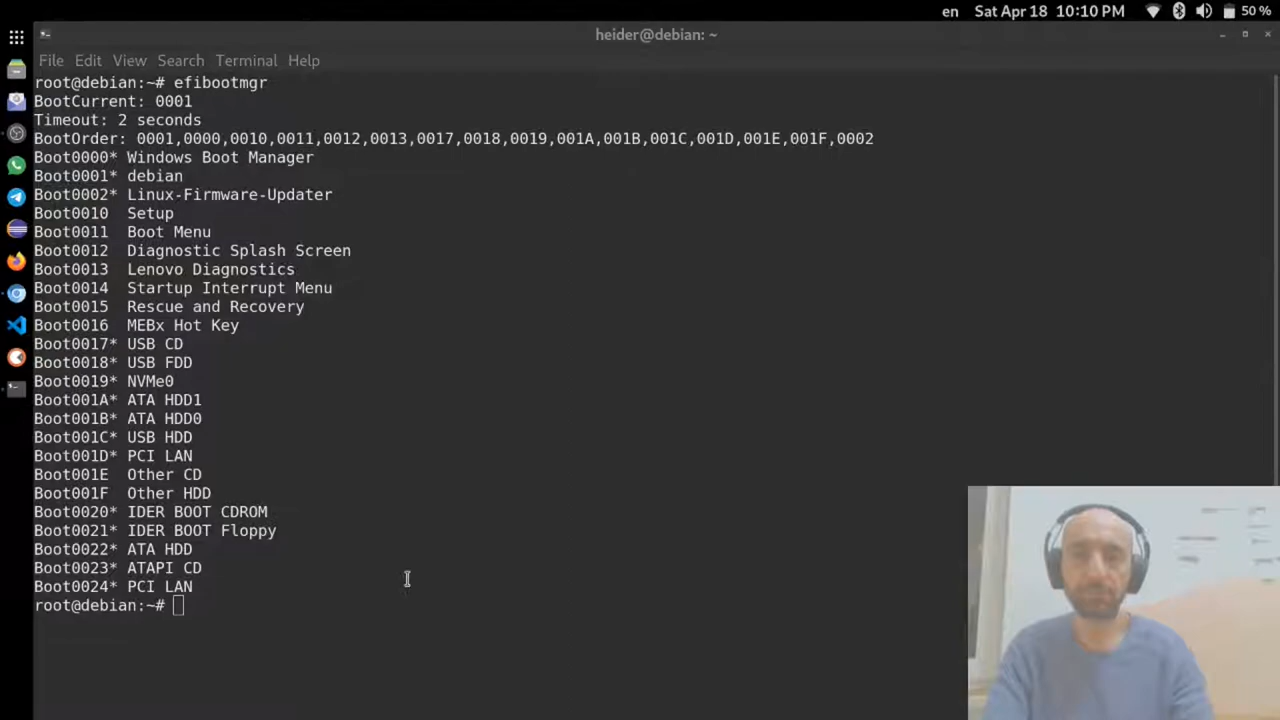 en Sat Apr 18 10:10 PM 50 %
heider@debian: ~
File Edit View Search Terminal Help
root@debian:~# efibootmgr
BootCurrent: 0001
Timeout: 2 seconds
BootOrder: 0001,0000,0010,0011,0012,0013,0017,0018,0019,001A,001B,001C,001D,001E,001F,0002
Boot0000* Windows Boot Manager
Boot0001* debian
Boot0002* Linux-Firmware-Updater
Boot0010  Setup
Boot0011  Boot Menu
Boot0012  Diagnostic Splash Screen
Boot0013  Lenovo Diagnostics
Boot0014  Startup Interrupt Menu
Boot0015  Rescue and Recovery
Boot0016  MEBx Hot Key
Boot0017* USB CD
Boot0018* USB FDD
Boot0019* NVMe0
Boot001A* ATA HDD1
Boot001B* ATA HDD0
Boot001C* USB HDD
Boot001D* PCI LAN
Boot001E  Other CD
Boot001F  Other HDD
Boot0020* IDER BOOT CDROM
Boot0021* IDER BOOT Floppy
Boot0022* ATA HDD
Boot0023* ATAPI CD
Boot0024* PCI LAN
root@debian:~#